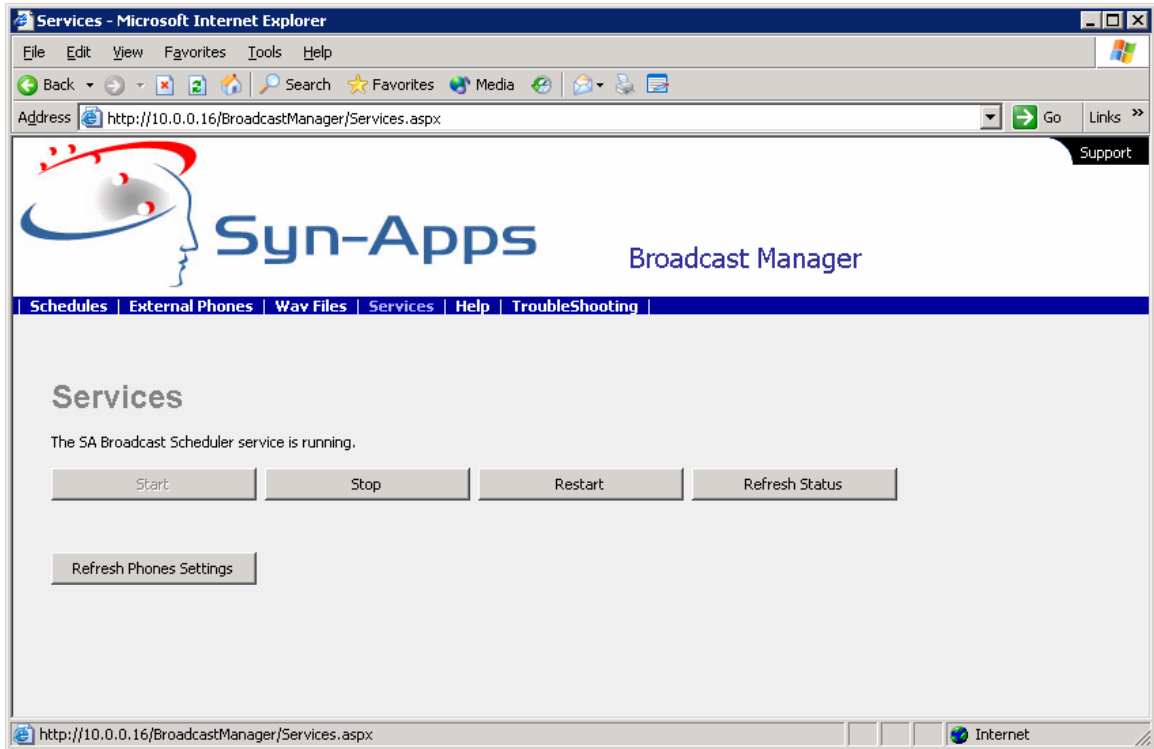 Services - Microsoft Internet Explorer
File Edit View Favorites Tools Help
Back Search Favorites Media
Address http://10.0.0.16/BroadcastManager/Services.aspx Go Links »
Support
Syn-Apps
Broadcast Manager
| Schedules | External Phones | Wav Files | Services | Help | TroubleShooting |
Services
The SA Broadcast Scheduler service is running.
Start Stop Restart Refresh Status
Refresh Phones Settings
http://10.0.0.16/BroadcastManager/Services.aspx Internet